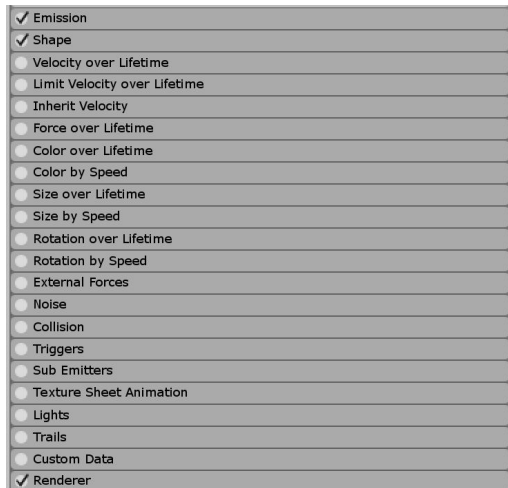 Emission
Shape
Velocity over Lifetime
Limit Velocity over Lifetime
Inherit Velocity
Force over Lifetime
Color over Lifetime
Color by Speed
Size over Lifetime
Size by Speed
Rotation over Lifetime
Rotation by Speed
External Forces
Noise
Collision
Triggers
Sub Emitters
Texture Sheet Animation
Lights
Trails
Custom Data
Renderer